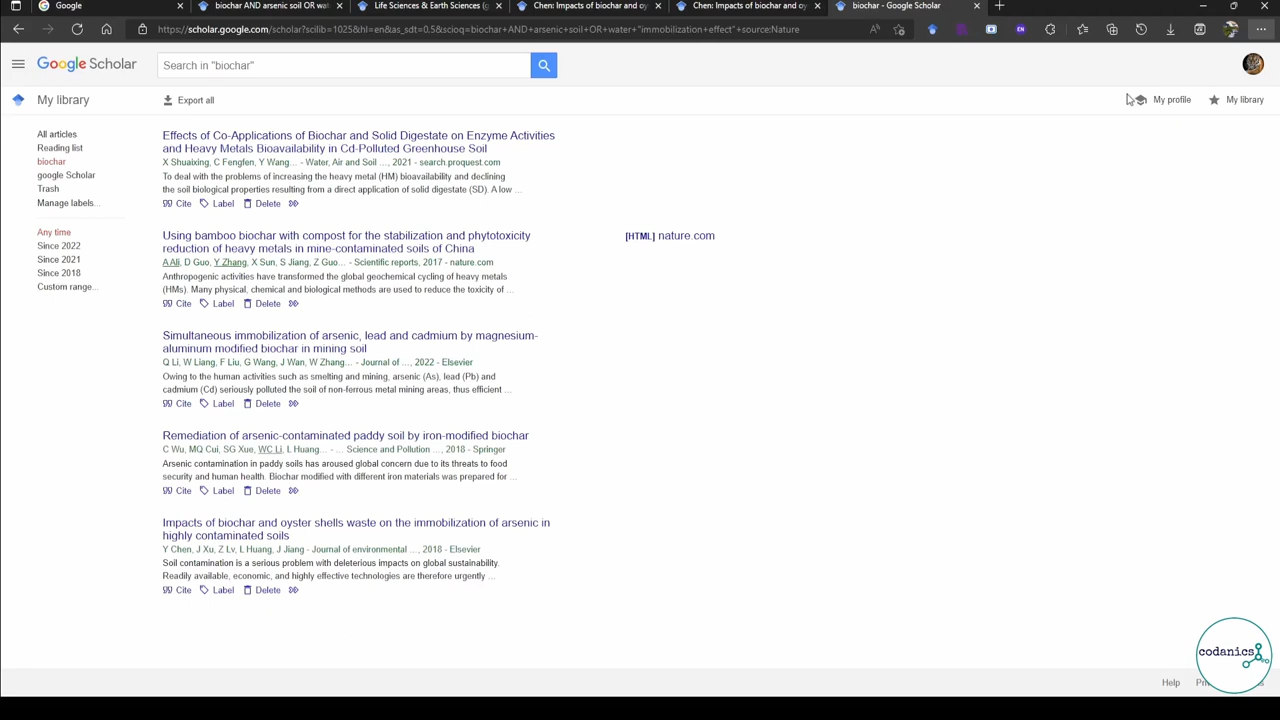 Google
biochar AND arsenic soil OR wat
Life Sciences & Earth Sciences (g
Chen: Impacts of biochar and oy
Chen: Impacts of biochar and oy
biochar - Google Scholar
https://scholar.google.com/scholar?scilib=1025&hl=en&as_sdt=0.5&scioq=biochar+AND+arsenic+soil+OR+water+"immobilization+effect"+source:Nature
Google Scholar
Search in "biochar"
My library
Export all
My profile
My library
All articles
Reading list
biochar
google Scholar
Trash
Manage labels...
Any time
Since 2022
Since 2021
Since 2018
Custom range...
Effects of Co-Applications of Biochar and Solid Digestate on Enzyme Activities
and Heavy Metals Bioavailability in Cd-Polluted Greenhouse Soil
X Shuaixing, C Fengfen, Y Wang... - Water, Air and Soil ..., 2021 - search.proquest.com
To deal with the problems of increasing the heavy metal (HM) bioavailability and declining
the soil biological properties resulting from a direct application of solid digestate (SD). A low ...
Cite Label Delete
Using bamboo biochar with compost for the stabilization and phytotoxicity
reduction of heavy metals in mine-contaminated soils of China
[HTML] nature.com
A Ali, D Guo, Y Zhang, X Sun, S Jiang, Z Guo... - Scientific reports, 2017 - nature.com
Anthropogenic activities have transformed the global geochemical cycling of heavy metals
(HMs). Many physical, chemical and biological methods are used to reduce the toxicity of ...
Cite Label Delete
Simultaneous immobilization of arsenic, lead and cadmium by magnesium-
aluminum modified biochar in mining soil
Q Li, W Liang, F Liu, G Wang, J Wan, W Zhang... - Journal of ..., 2022 - Elsevier
Owing to the human activities such as smelting and mining, arsenic (As), lead (Pb) and
cadmium (Cd) seriously polluted the soil of non-ferrous metal mining areas, thus efficient ...
Cite Label Delete
Remediation of arsenic-contaminated paddy soil by iron-modified biochar
C Wu, MQ Cui, SG Xue, WC Li, L Huang... - ... Science and Pollution ..., 2018 - Springer
Arsenic contamination in paddy soils has aroused global concern due to its threats to food
security and human health. Biochar modified with different iron materials was prepared for ...
Cite Label Delete
Impacts of biochar and oyster shells waste on the immobilization of arsenic in
highly contaminated soils
Y Chen, J Xu, Z Lv, L Huang, J Jiang - Journal of environmental ..., 2018 - Elsevier
Soil contamination is a serious problem with deleterious impacts on global sustainability.
Readily available, economic, and highly effective technologies are therefore urgently ...
Cite Label Delete
codanics
Help